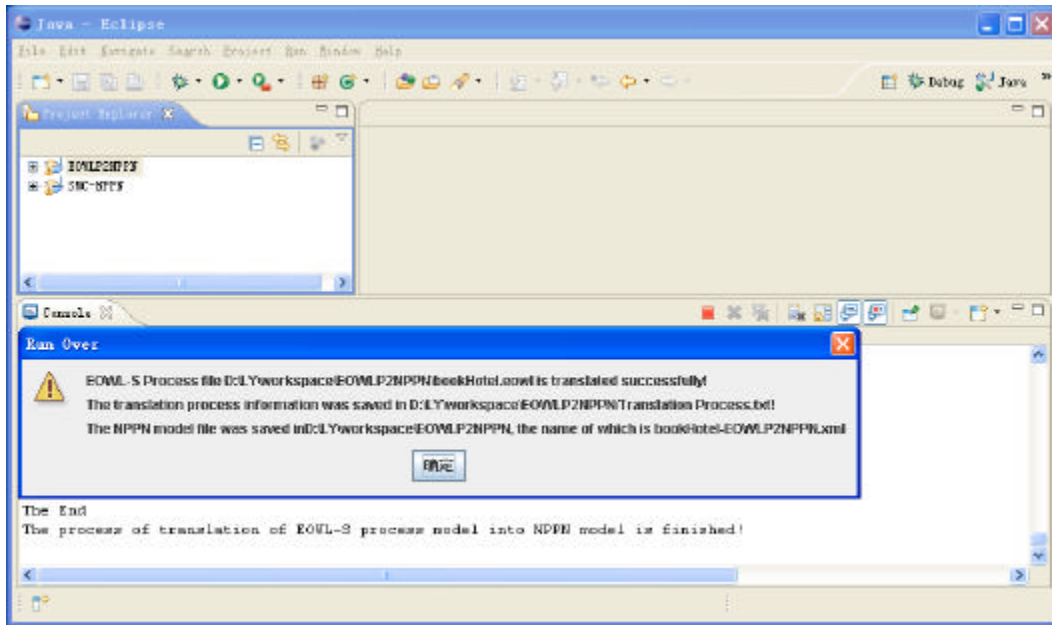 Java - Eclipse
File Edit Navigate Search Project Run Window Help
Debug Java
Project Explorer
EOWLP2NPPN
SWC-NPPN
Console
Run Over
EOWL-S Process file D:\LY\workspace\EOWLP2NPPN\bookHotel.eowl is translated successfully!
The translation process information was saved in D:\LY\workspace\EOWLP2NPPN\Translation Process.txt!
The NPPN model file was saved inD:\LY\workspace\EOWLP2NPPN, the name of which is bookHotel-EOWLP2NPPN.xml
确定
The End
The process of translation of EOWL-S process model into NPPN model is finished!